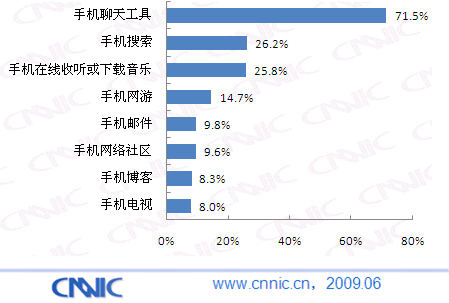 手机聊天工具 71.5%
手机搜索 26.2%
手机在线收听或下载音乐 25.8%
手机网游 14.7%
手机邮件 9.8%
手机网络社区 9.6%
手机博客 8.3%
手机电视 8.0%
0% 20% 40% 60% 80%
CNNIC www.cnnic.cn，2009.06